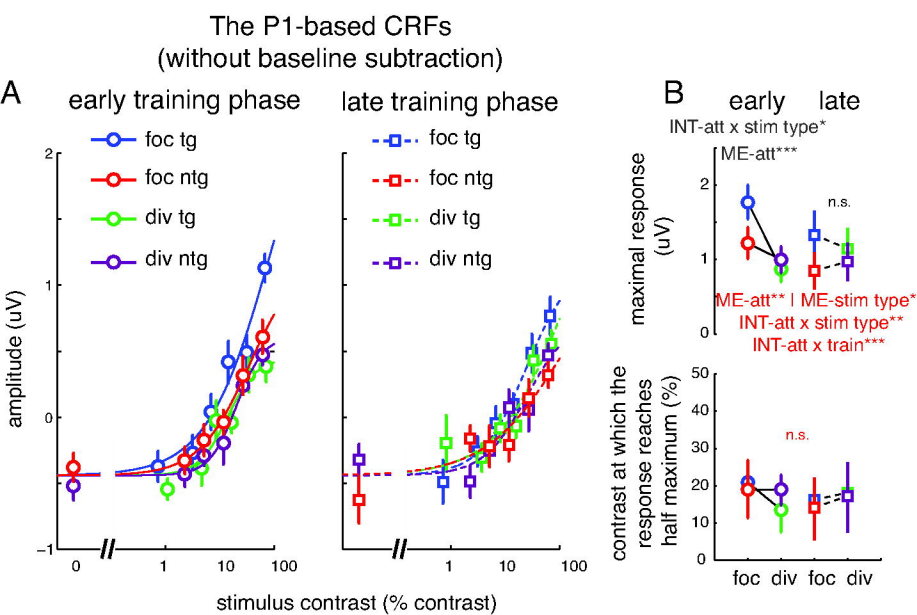 The P1-based CRFs
(without baseline subtraction)
A
early training phase
late training phase
foc tg
foc ntg
div tg
div ntg
foc tg
foc ntg
div tg
div ntg
amplitude (uV)
2
1
0
−1
0
1
10
100
1
10
100
stimulus contrast (% contrast)
B
early
late
INT-att x stim type*
ME-att***
n.s.
maximal response
(uV)
2
1
0
ME-att** | ME-stim type*
INT-att x stim type**
INT-att x train***
contrast at which the
response reaches
half maximum (%)
50
40
30
20
10
0
n.s.
foc
div
foc
div